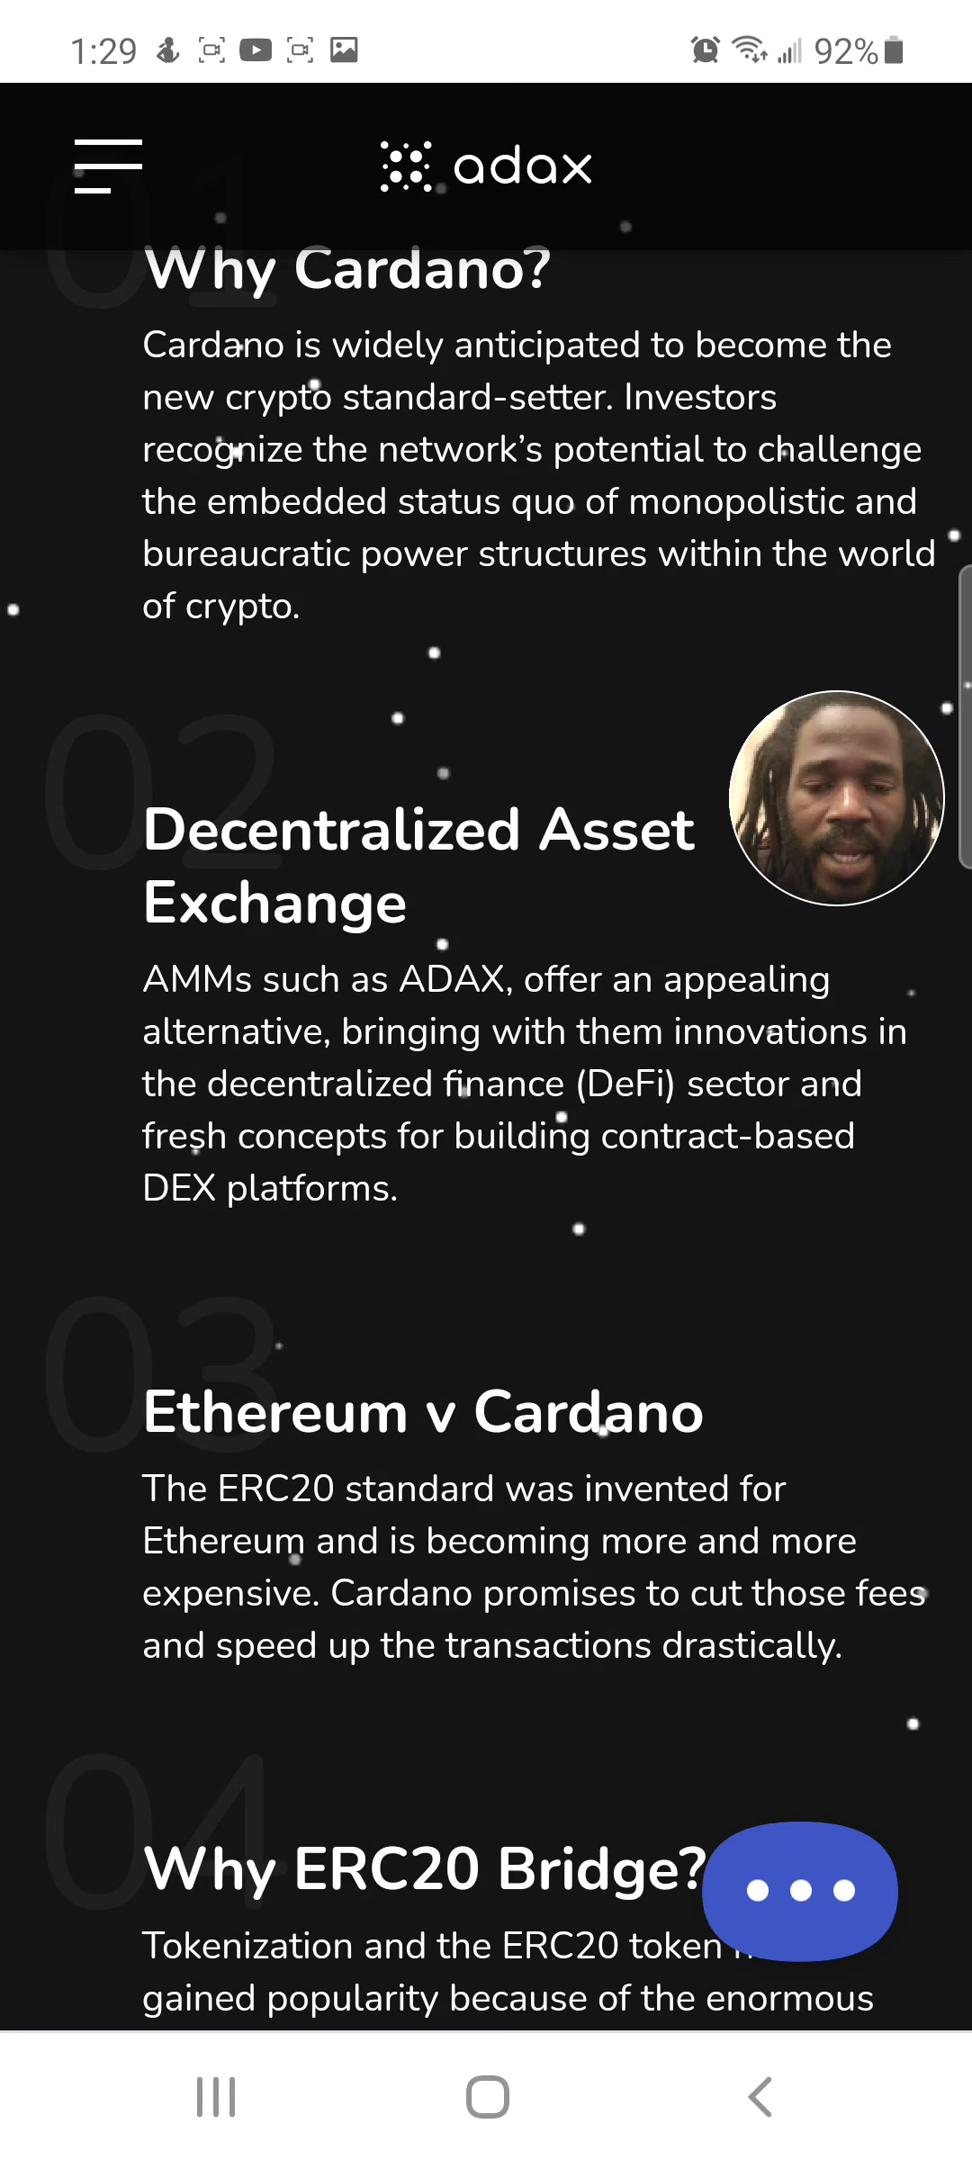 1:29
92%
adax
01
Why Cardano?
Cardano is widely anticipated to become the
new crypto standard-setter. Investors
recognize the network’s potential to challenge
the embedded status quo of monopolistic and
bureaucratic power structures within the world
of crypto.
02
Decentralized Asset
Exchange
AMMs such as ADAX, offer an appealing
alternative, bringing with them innovations in
the decentralized finance (DeFi) sector and
fresh concepts for building contract-based
DEX platforms.
03
Ethereum v Cardano
The ERC20 standard was invented for
Ethereum and is becoming more and more
expensive. Cardano promises to cut those fees
and speed up the transactions drastically.
04
Why ERC20 Bridge?
Tokenization and the ERC20 token
gained popularity because of the enormous